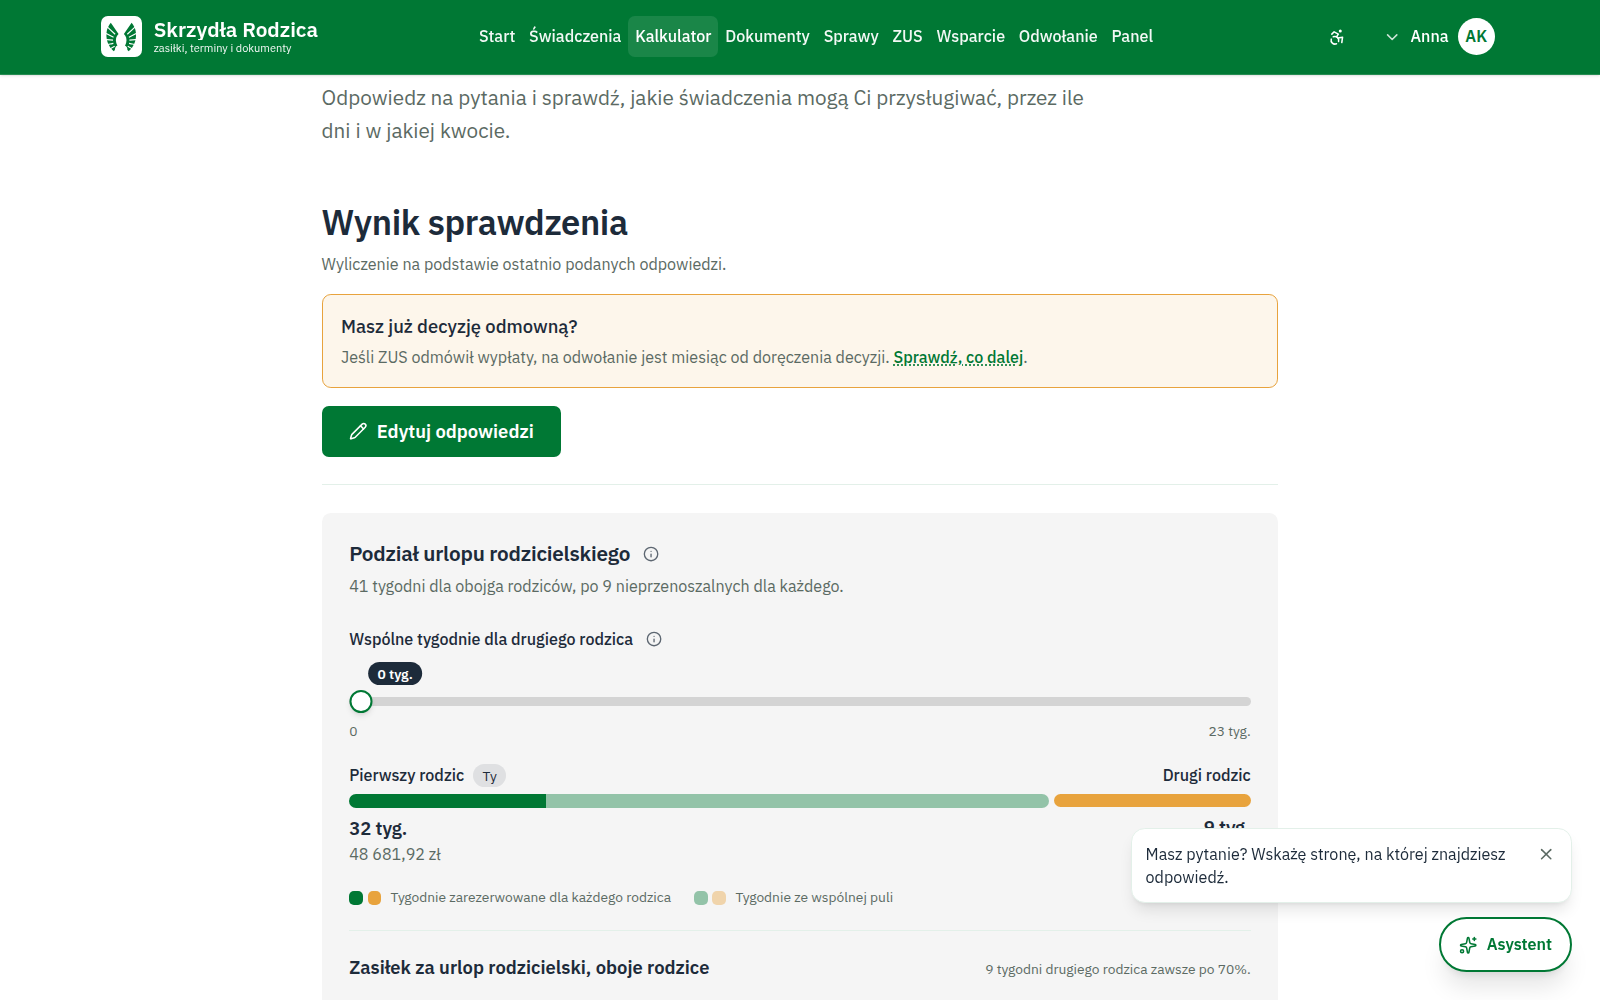 Skrzydła Rodzica
zasiłki, terminy i dokumenty
Start Świadczenia Kalkulator Dokumenty Sprawy ZUS Wsparcie Odwołanie Panel
Anna AK
Odpowiedz na pytania i sprawdź, jakie świadczenia mogą Ci przysługiwać, przez ile
dni i w jakiej kwocie.
Wynik sprawdzenia
Wyliczenie na podstawie ostatnio podanych odpowiedzi.
Masz już decyzję odmowną?
Jeśli ZUS odmówił wypłaty, na odwołanie jest miesiąc od doręczenia decyzji. Sprawdź, co dalej.
Edytuj odpowiedzi
Podział urlopu rodzicielskiego
41 tygodni dla obojga rodziców, po 9 nieprzenoszalnych dla każdego.
Wspólne tygodnie dla drugiego rodzica
0 tyg.
0 23 tyg.
Pierwszy rodzic Ty Drugi rodzic
32 tyg. 9 tyg.
48 681,92 zł
Tygodnie zarezerwowane dla każdego rodzica Tygodnie ze wspólnej puli
Zasiłek za urlop rodzicielski, oboje rodzice 9 tygodni drugiego rodzica zawsze po 70%.
Masz pytanie? Wskażę stronę, na której znajdziesz
odpowiedź.
Asystent